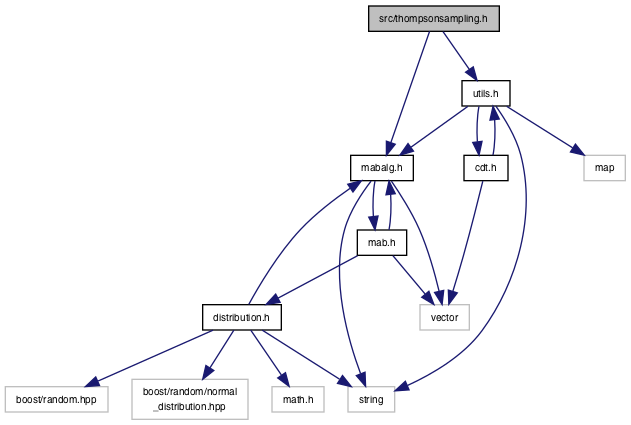 src/thompsonsampling.h
utils.h
mabalg.h
cdt.h
map
mab.h
distribution.h
vector
boost/random.hpp
boost/random/normal
_distribution.hpp
math.h
string